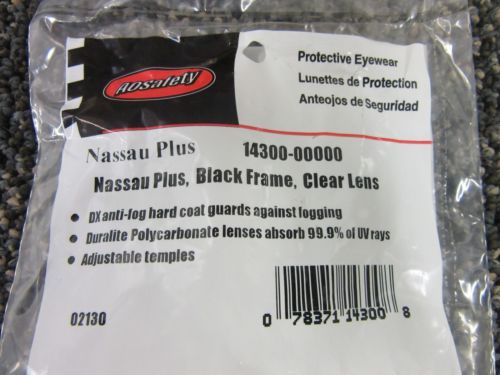 AOSafety
Protective Eyewear
Lunettes de Protection
Anteojos de Seguridad
Nassau Plus 14300-00000
Nassau Plus, Black Frame, Clear Lens
• DX anti-fog hard coat guards against fogging
• Duralite Polycarbonate lenses absorb 99.9% of UV rays
• Adjustable temples
02130
0 78371 14300 8